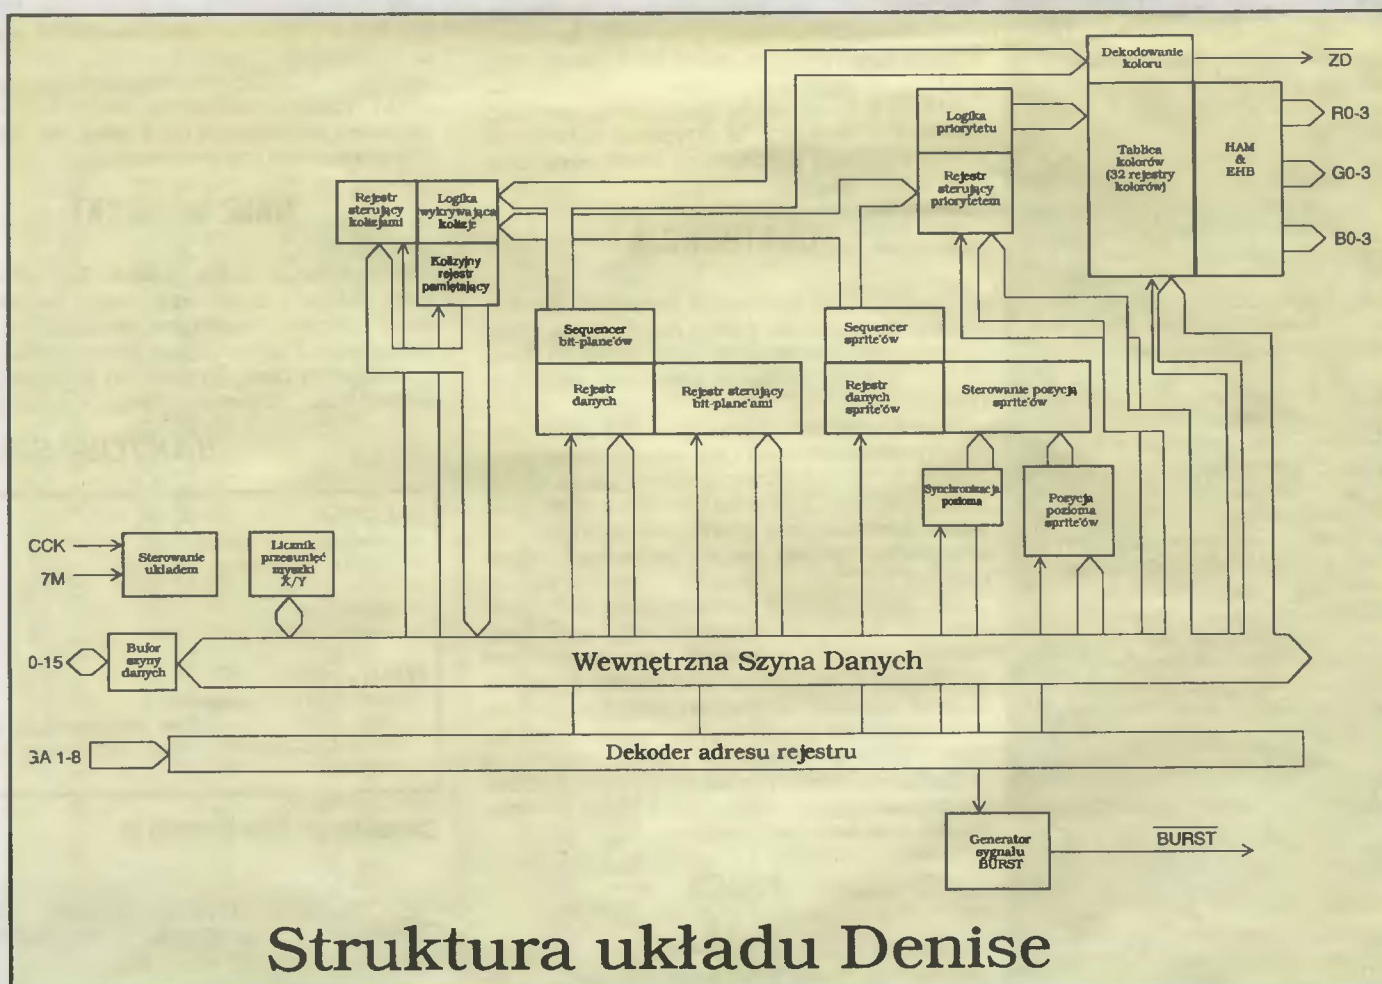 Dekodowanie
koloru
ZD
Logika
priorytetu
R0-3
Tablica
kolorów
(32 rejestry
kolorów)
HAM
&
EHB
Rejestr
sterujący
priorytetem
G0-3
B0-3
Rejestr
sterujący
kolizjami
Logika
wykrywająca
kolizje
Kolizyjny
rejestr
pamiętający
Sequencer
bit-plane'ów
Sequencer
sprite'ów
Rejestr
danych
Rejestr sterujący
bit-plane'ami
Rejestr
danych
sprite'ów
Sterowanie pozycją
sprite'ów
Synchronizacja
pozioma
Pozycja
pozioma
sprite'ów
CCK
7M
Sterowanie
układem
Licznik
przesunięć
myszki
X/Y
0-15
Bufor
szyny
danych
Wewnętrzna Szyna Danych
GA 1-8
Dekoder adresu rejestru
Generator
sygnału
BURST
BURST
Struktura układu Denise